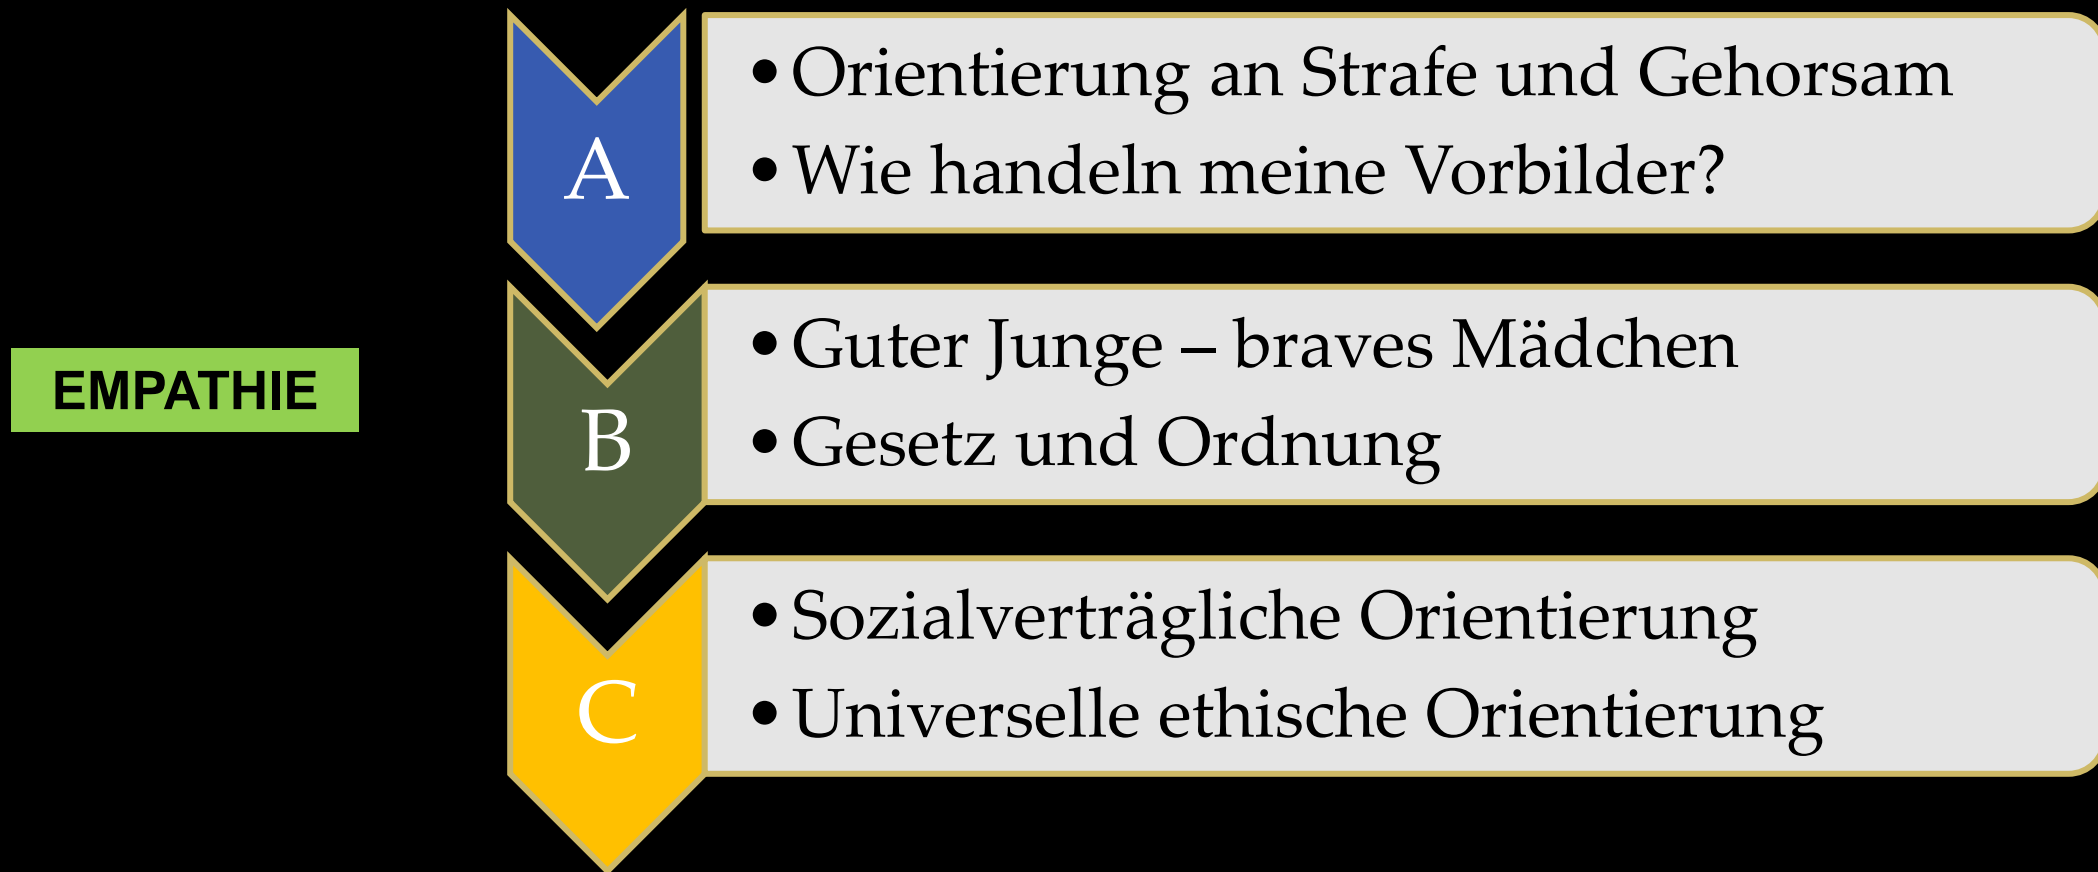 A
• Orientierung an Strafe und Gehorsam
• Wie handeln meine Vorbilder?
EMPATHIE
B
• Guter Junge – braves Mädchen
• Gesetz und Ordnung
C
• Sozialverträgliche Orientierung
• Universelle ethische Orientierung